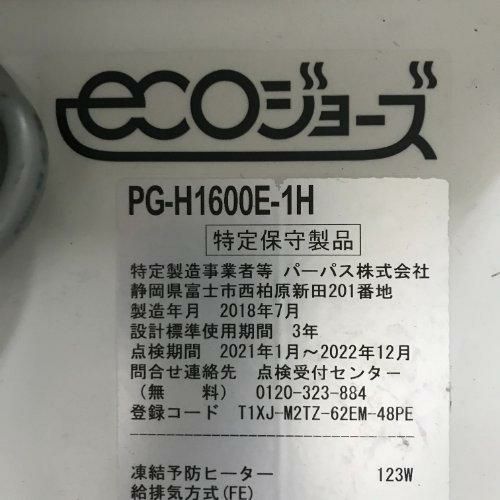 ecoジョーズ
PG-H1600E-1H
特定保守製品
特定製造事業者等 パーパス株式会社
静岡県富士市西柏原新田201番地
製造年月 2018年7月
設計標準使用期間 3年
点検期間 2021年1月～2022年12月
問合せ連絡先 点検受付センター
（無 料） 0120-323-884
登録コード T1XJ-M2TZ-62EM-48PE
凍結予防ヒーター 123W
給排気方式(FE)